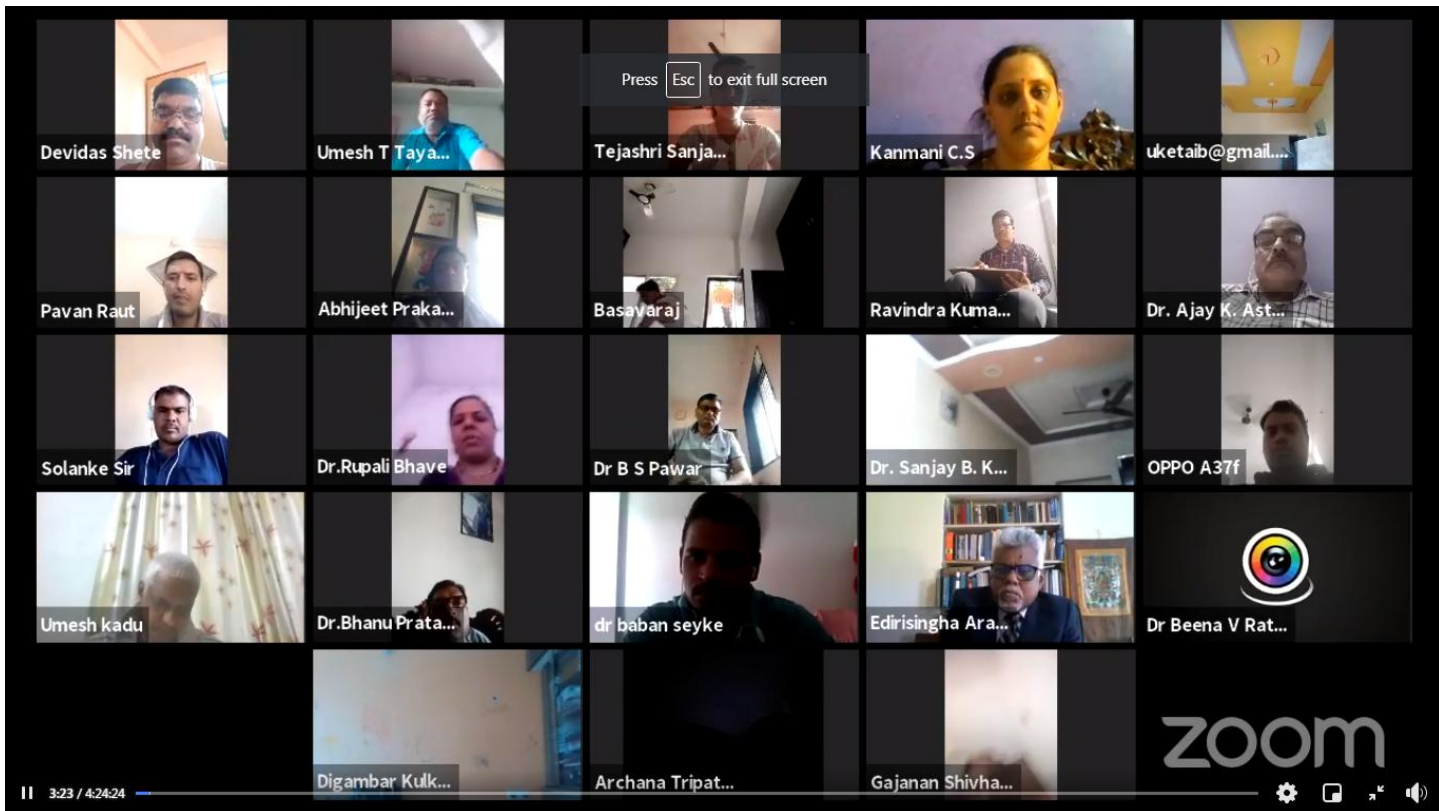 Press Esc to exit full screen
Devidas Shete
Umesh T Taya...
Tejashri Sanja...
Kanmani C.S
uketaib@gmail....
Pavan Raut
Abhijeet Praka...
Basavaraj
Ravindra Kuma...
Dr. Ajay K. Ast...
Solanke Sir
Dr.Rupali Bhave
Dr B S Pawar
Dr. Sanjay B. K...
OPPO A37f
Umesh kadu
Dr.Bhanu Prata...
dr baban seyke
Edirisingha Ara...
Dr Beena V Rat...
Digambar Kulk...
Archana Tripat...
Gajanan Shivha...
zoom
3:23 / 4:24:24